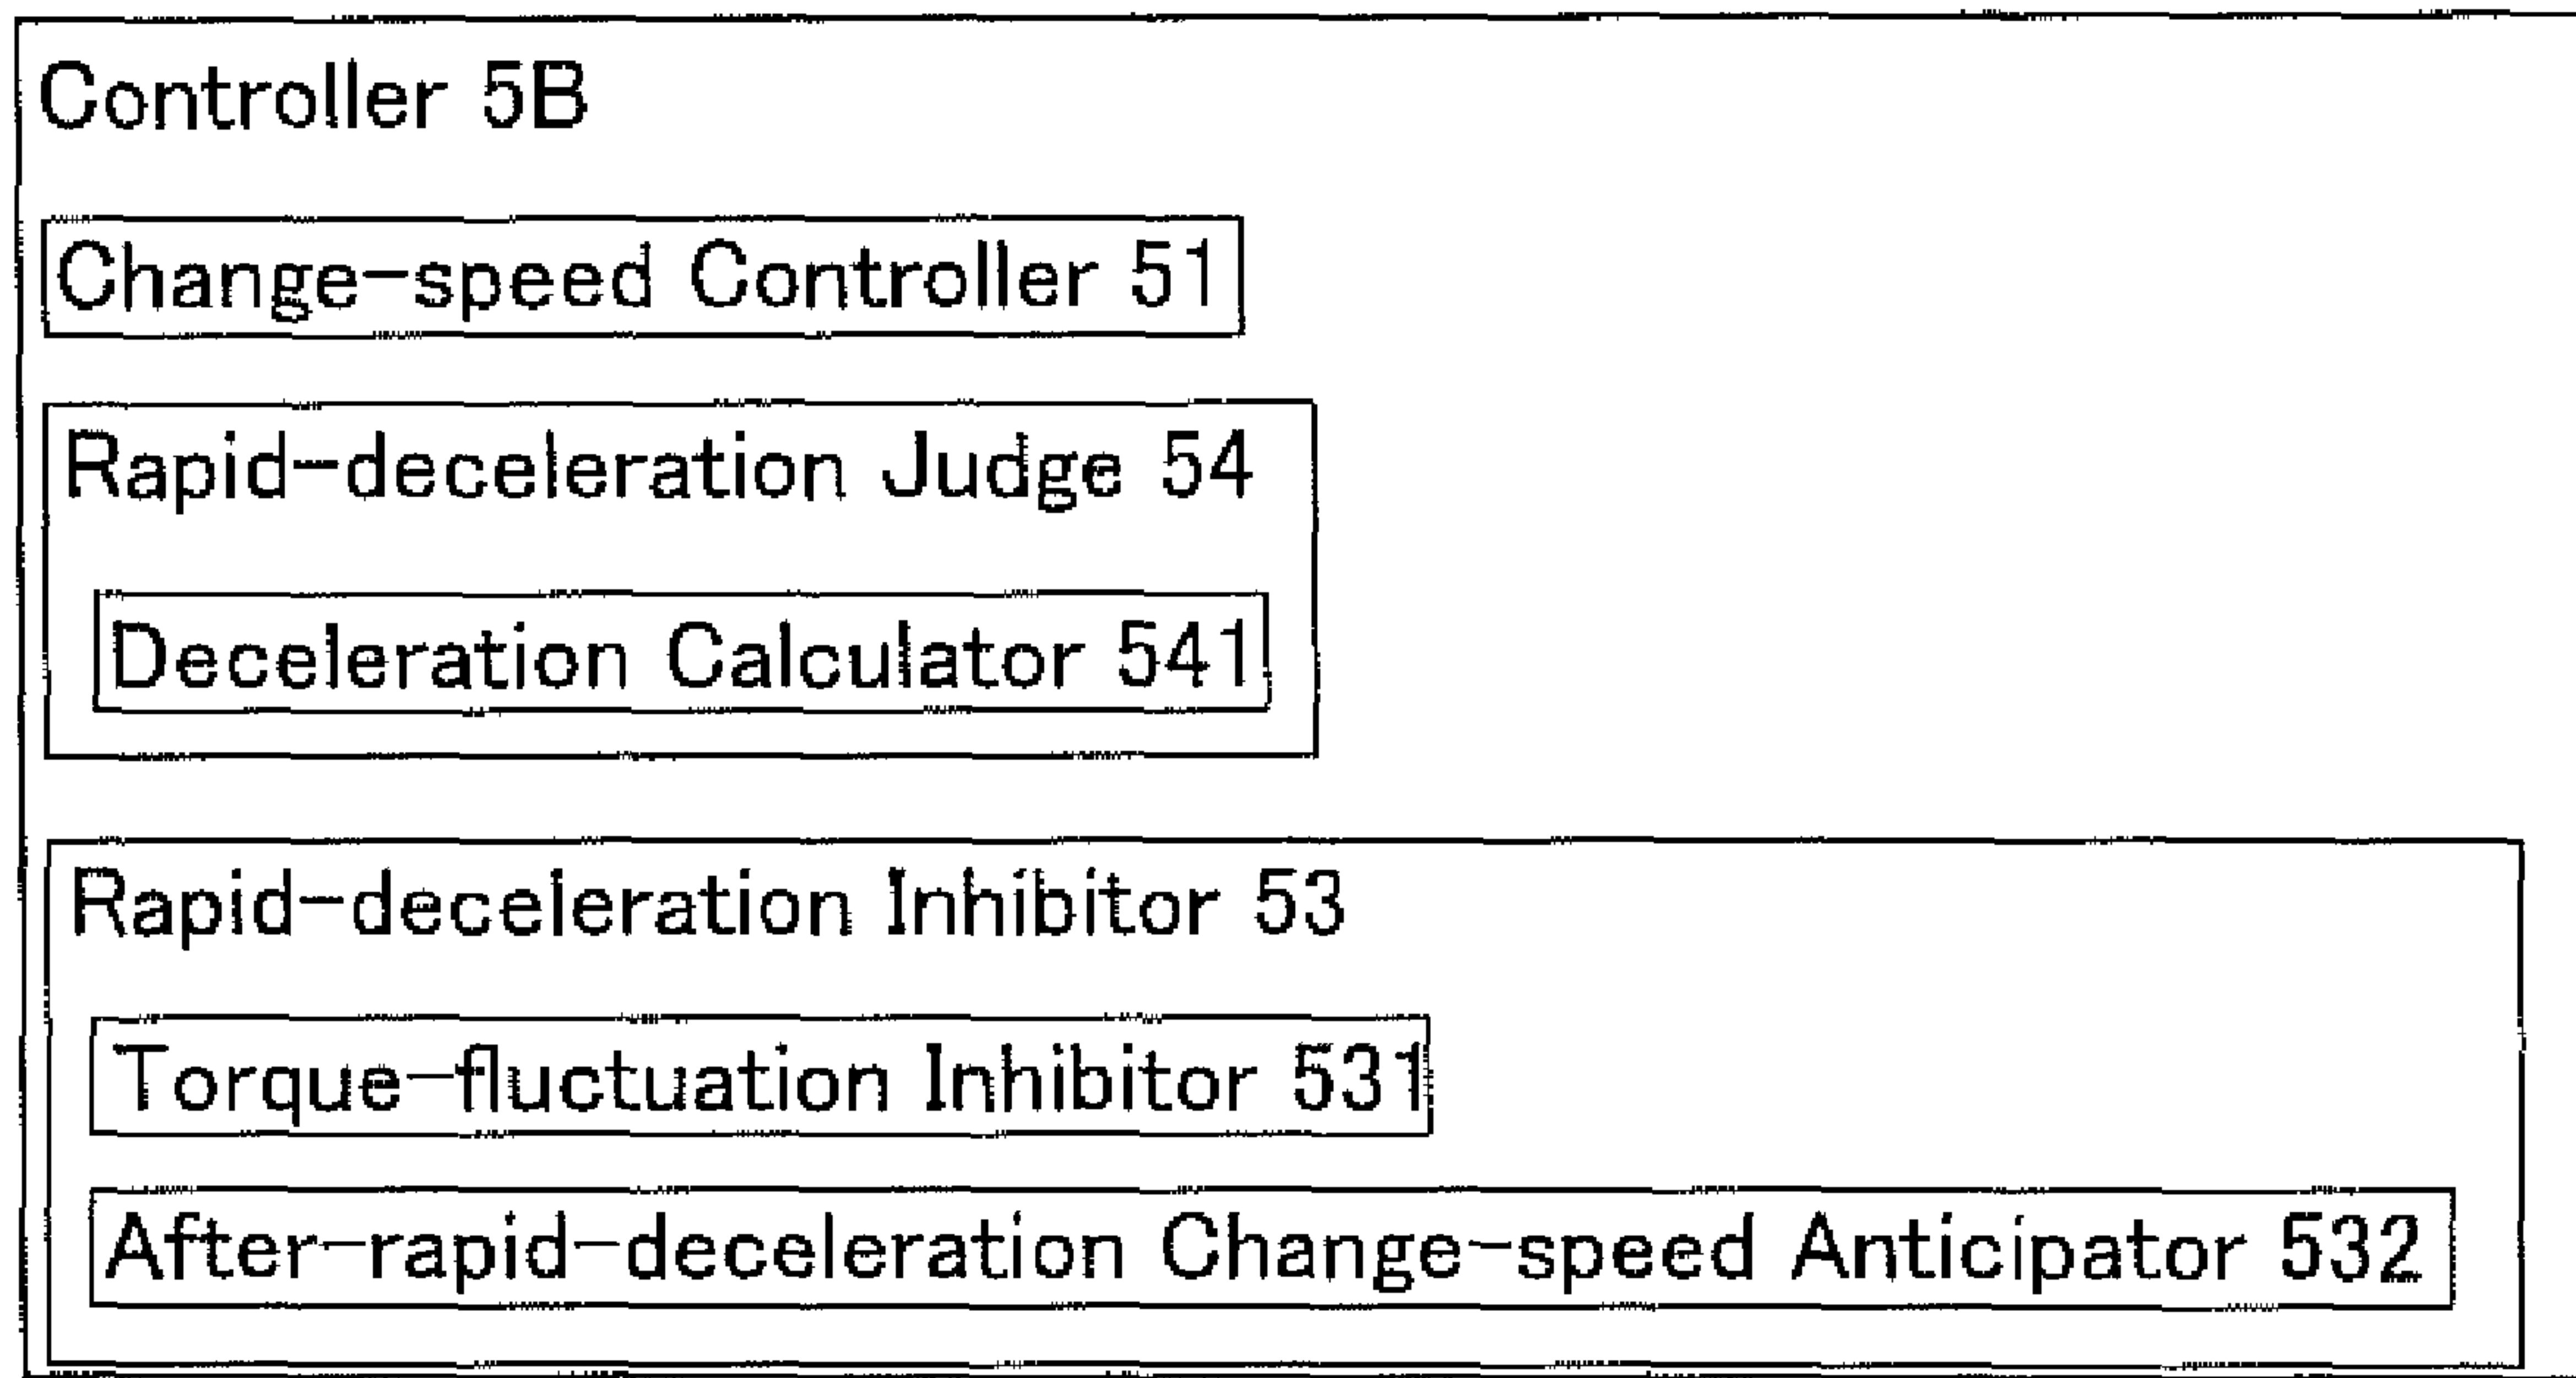 Controller 5B
Change-speed Controller 51
Rapid-deceleration Judge 54
Deceleration Calculator 541
Rapid-deceleration Inhibitor 53
Torque-fluctuation Inhibitor 531
After-rapid-deceleration Change-speed Anticipator 532